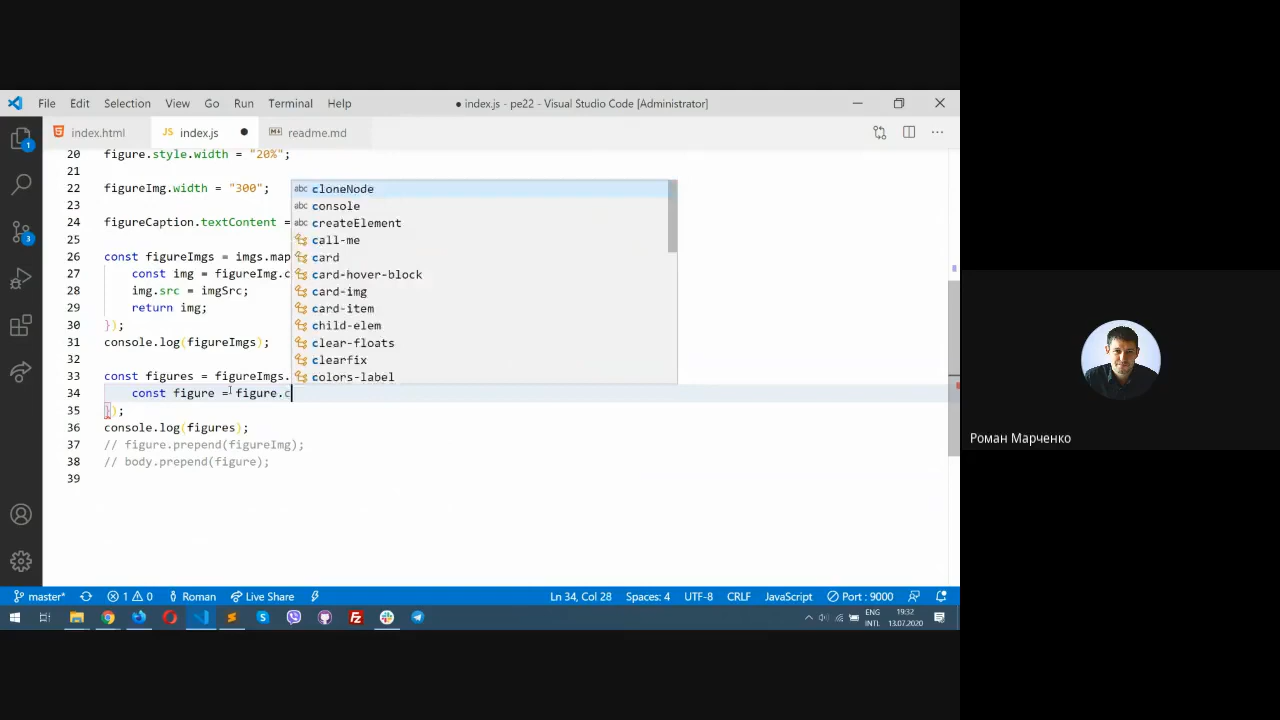 File Edit Selection View Go Run Terminal Help
● index.js - pe22 - Visual Studio Code [Administrator]
index.html
JS index.js ●
readme.md
20 figure.style.width = "20%";
21
22 figureImg.width = "300";
23
24 figureCaption.textContent =
25
26 const figureImgs = imgs.map
27 const img = figureImg.c
28 img.src = imgSrc;
29 return img;
30 });
31 console.log(figureImgs);
32
33 const figures = figureImgs.
34 const figure = figure.c
35 });
36 console.log(figures);
37 // figure.prepend(figureImg);
38 // body.prepend(figure);
39
abc cloneNode
abc console
abc createElement
call-me
card
card-hover-block
card-img
card-item
child-elem
clear-floats
clearfix
colors-label
1
3
Роман Марченко
master* 1 0 Roman Live Share
Ln 34, Col 28 Spaces: 4 UTF-8 CRLF JavaScript Port : 9000
ENG
INTL
19:32
13.07.2020